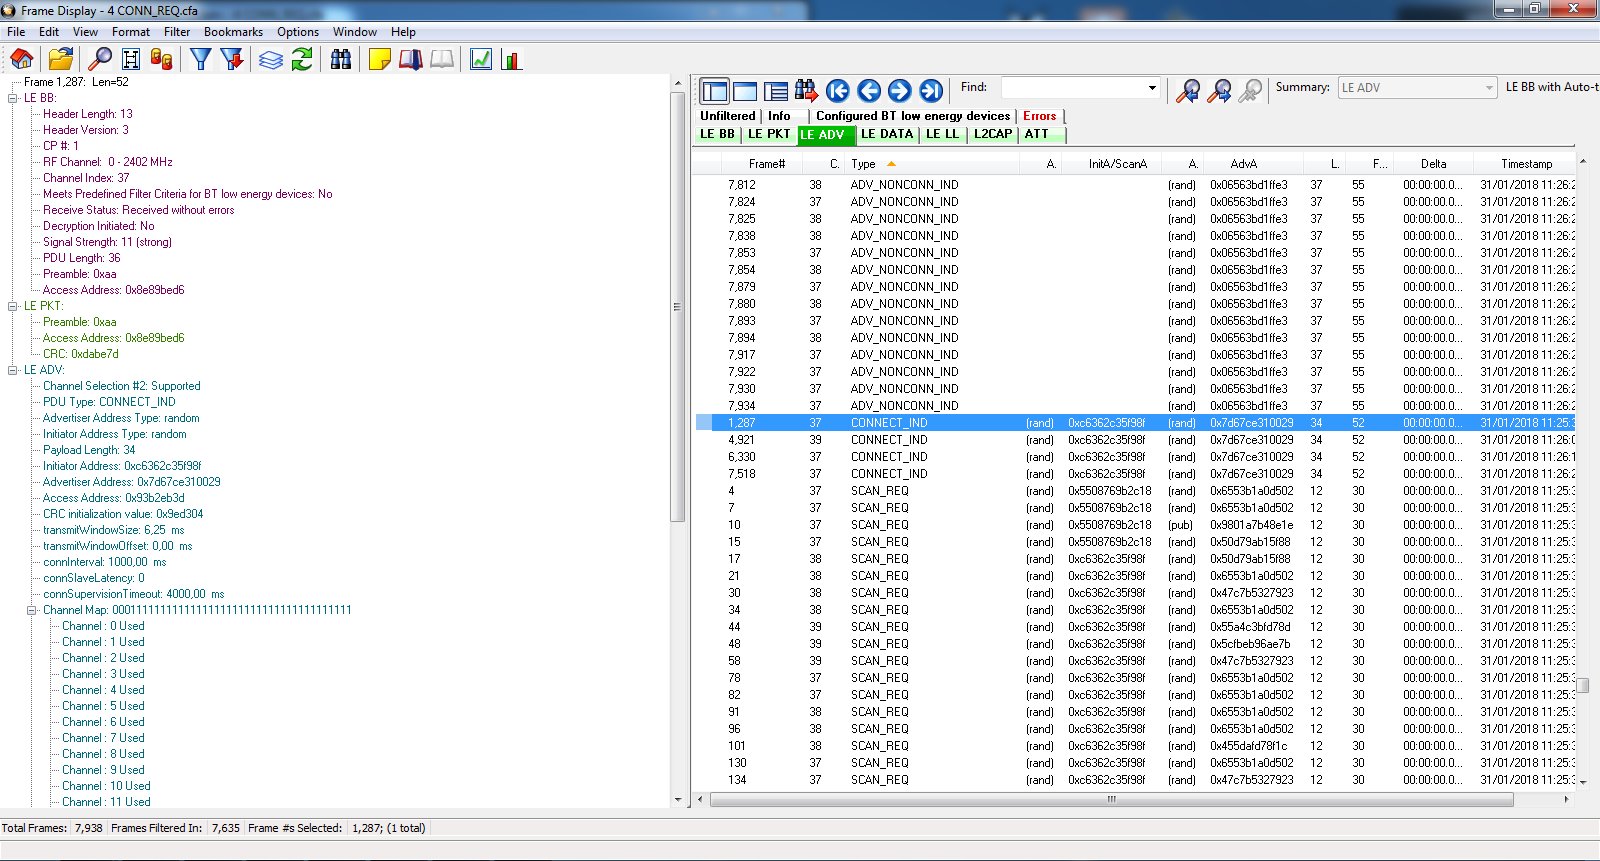 Frame Display - 4 CONN_REQ.cfa
File Edit View Format Filter Bookmarks Options Window Help
Frame 1,287: Len=52
LE BB:
Header Length: 13
Header Version: 3
CP #: 1
RF Channel: 0 - 2402 MHz
Channel Index: 37
Meets Predefined Filter Criteria for BT low energy devices: No
Receive Status: Received without errors
Decryption Initiated: No
Signal Strength: 11 (strong)
PDU Length: 36
Preamble: 0xaa
Access Address: 0x8e89bed6
LE PKT:
Preamble: 0xaa
Access Address: 0x8e89bed6
CRC: 0xdabe7d
LE ADV:
Channel Selection #2: Supported
PDU Type: CONNECT_IND
Advertiser Address Type: random
Initiator Address Type: random
Payload Length: 34
Initiator Address: 0xc6362c35f98f
Advertiser Address: 0x7d67ce310029
Access Address: 0x93b2eb3d
CRC initialization value: 0x9ed304
transmitWindowSize: 6,25 ms
transmitWindowOffset: 0,00 ms
connInterval: 1000,00 ms
connSlaveLatency: 0
connSupervisionTimeout: 4000,00 ms
Channel Map: 0001111111111111111111111111111111111111
Channel : 0 Used
Channel : 1 Used
Channel : 2 Used
Channel : 3 Used
Channel : 4 Used
Channel : 5 Used
Channel : 6 Used
Channel : 7 Used
Channel : 8 Used
Channel : 9 Used
Channel : 10 Used
Channel : 11 Used
Find: Summary: LE ADV LE BB with Auto-t
Unfiltered Info Configured BT low energy devices Errors
LE BB LE PKT LE ADV LE DATA LE LL L2CAP ATT
Frame# C. Type A. InitA/ScanA A. AdvA L. F... Delta Timestamp
7,812 38 ADV_NONCONN_IND (rand) 0x06563bd1ffe3 37 55 00:00:00.0... 31/01/2018 11:26:2
7,824 37 ADV_NONCONN_IND (rand) 0x06563bd1ffe3 37 55 00:00:00.0... 31/01/2018 11:26:2
7,825 38 ADV_NONCONN_IND (rand) 0x06563bd1ffe3 37 55 00:00:00.0... 31/01/2018 11:26:2
7,838 38 ADV_NONCONN_IND (rand) 0x06563bd1ffe3 37 55 00:00:00.0... 31/01/2018 11:26:2
7,853 37 ADV_NONCONN_IND (rand) 0x06563bd1ffe3 37 55 00:00:00.0... 31/01/2018 11:26:2
7,854 38 ADV_NONCONN_IND (rand) 0x06563bd1ffe3 37 55 00:00:00.0... 31/01/2018 11:26:2
7,879 37 ADV_NONCONN_IND (rand) 0x06563bd1ffe3 37 55 00:00:00.0... 31/01/2018 11:26:2
7,880 38 ADV_NONCONN_IND (rand) 0x06563bd1ffe3 37 55 00:00:00.0... 31/01/2018 11:26:2
7,893 37 ADV_NONCONN_IND (rand) 0x06563bd1ffe3 37 55 00:00:00.0... 31/01/2018 11:26:2
7,894 38 ADV_NONCONN_IND (rand) 0x06563bd1ffe3 37 55 00:00:00.0... 31/01/2018 11:26:2
7,917 37 ADV_NONCONN_IND (rand) 0x06563bd1ffe3 37 55 00:00:00.0... 31/01/2018 11:26:2
7,922 37 ADV_NONCONN_IND (rand) 0x06563bd1ffe3 37 55 00:00:00.0... 31/01/2018 11:26:2
7,930 37 ADV_NONCONN_IND (rand) 0x06563bd1ffe3 37 55 00:00:00.0... 31/01/2018 11:26:2
7,934 37 ADV_NONCONN_IND (rand) 0x06563bd1ffe3 37 55 00:00:00.0... 31/01/2018 11:26:2
1,287 37 CONNECT_IND (rand) 0xc6362c35f98f (rand) 0x7d67ce310029 34 52 00:00:00.0... 31/01/2018 11:25:3
4,921 39 CONNECT_IND (rand) 0xc6362c35f98f (rand) 0x7d67ce310029 34 52 00:00:00.0... 31/01/2018 11:26:0
6,330 37 CONNECT_IND (rand) 0xc6362c35f98f (rand) 0x7d67ce310029 34 52 00:00:00.0... 31/01/2018 11:26:1
7,518 37 CONNECT_IND (rand) 0xc6362c35f98f (rand) 0x7d67ce310029 34 52 00:00:00.0... 31/01/2018 11:26:2
4 37 SCAN_REQ (rand) 0x5508769b2c18 (rand) 0x6553b1a0d502 12 30 00:00:00.0... 31/01/2018 11:25:3
7 37 SCAN_REQ (rand) 0x5508769b2c18 (rand) 0x6553b1a0d502 12 30 00:00:00.0... 31/01/2018 11:25:3
10 37 SCAN_REQ (rand) 0x5508769b2c18 (pub) 0x9801a7b48e1e 12 30 00:00:00.0... 31/01/2018 11:25:3
15 37 SCAN_REQ (rand) 0x5508769b2c18 (rand) 0x50d79ab15f88 12 30 00:00:00.0... 31/01/2018 11:25:3
17 38 SCAN_REQ (rand) 0xc6362c35f98f (rand) 0x50d79ab15f88 12 30 00:00:00.0... 31/01/2018 11:25:3
21 38 SCAN_REQ (rand) 0xc6362c35f98f (rand) 0x6553b1a0d502 12 30 00:00:00.0... 31/01/2018 11:25:3
30 38 SCAN_REQ (rand) 0xc6362c35f98f (rand) 0x47c7b5327923 12 30 00:00:00.0... 31/01/2018 11:25:3
34 38 SCAN_REQ (rand) 0xc6362c35f98f (rand) 0x6553b1a0d502 12 30 00:00:00.0... 31/01/2018 11:25:3
44 39 SCAN_REQ (rand) 0xc6362c35f98f (rand) 0x55a4c3bfd78d 12 30 00:00:00.0... 31/01/2018 11:25:3
48 39 SCAN_REQ (rand) 0xc6362c35f98f (rand) 0x5cfbeb96ae7b 12 30 00:00:00.0... 31/01/2018 11:25:3
58 39 SCAN_REQ (rand) 0xc6362c35f98f (rand) 0x47c7b5327923 12 30 00:00:00.0... 31/01/2018 11:25:3
78 37 SCAN_REQ (rand) 0xc6362c35f98f (rand) 0x6553b1a0d502 12 30 00:00:00.0... 31/01/2018 11:25:3
82 37 SCAN_REQ (rand) 0xc6362c35f98f (rand) 0x6553b1a0d502 12 30 00:00:00.0... 31/01/2018 11:25:3
91 38 SCAN_REQ (rand) 0xc6362c35f98f (rand) 0x6553b1a0d502 12 30 00:00:00.0... 31/01/2018 11:25:3
96 38 SCAN_REQ (rand) 0xc6362c35f98f (rand) 0x6553b1a0d502 12 30 00:00:00.0... 31/01/2018 11:25:3
101 38 SCAN_REQ (rand) 0xc6362c35f98f (rand) 0x455dafd78f1c 12 30 00:00:00.0... 31/01/2018 11:25:3
130 37 SCAN_REQ (rand) 0xc6362c35f98f (rand) 0x6553b1a0d502 12 30 00:00:00.0... 31/01/2018 11:25:3
134 37 SCAN_REQ (rand) 0xc6362c35f98f (rand) 0x47c7b5327923 12 30 00:00:00.0... 31/01/2018 11:25:3
Total Frames: 7,938 Frames Filtered In: 7,635 Frame #s Selected: 1,287; (1 total)